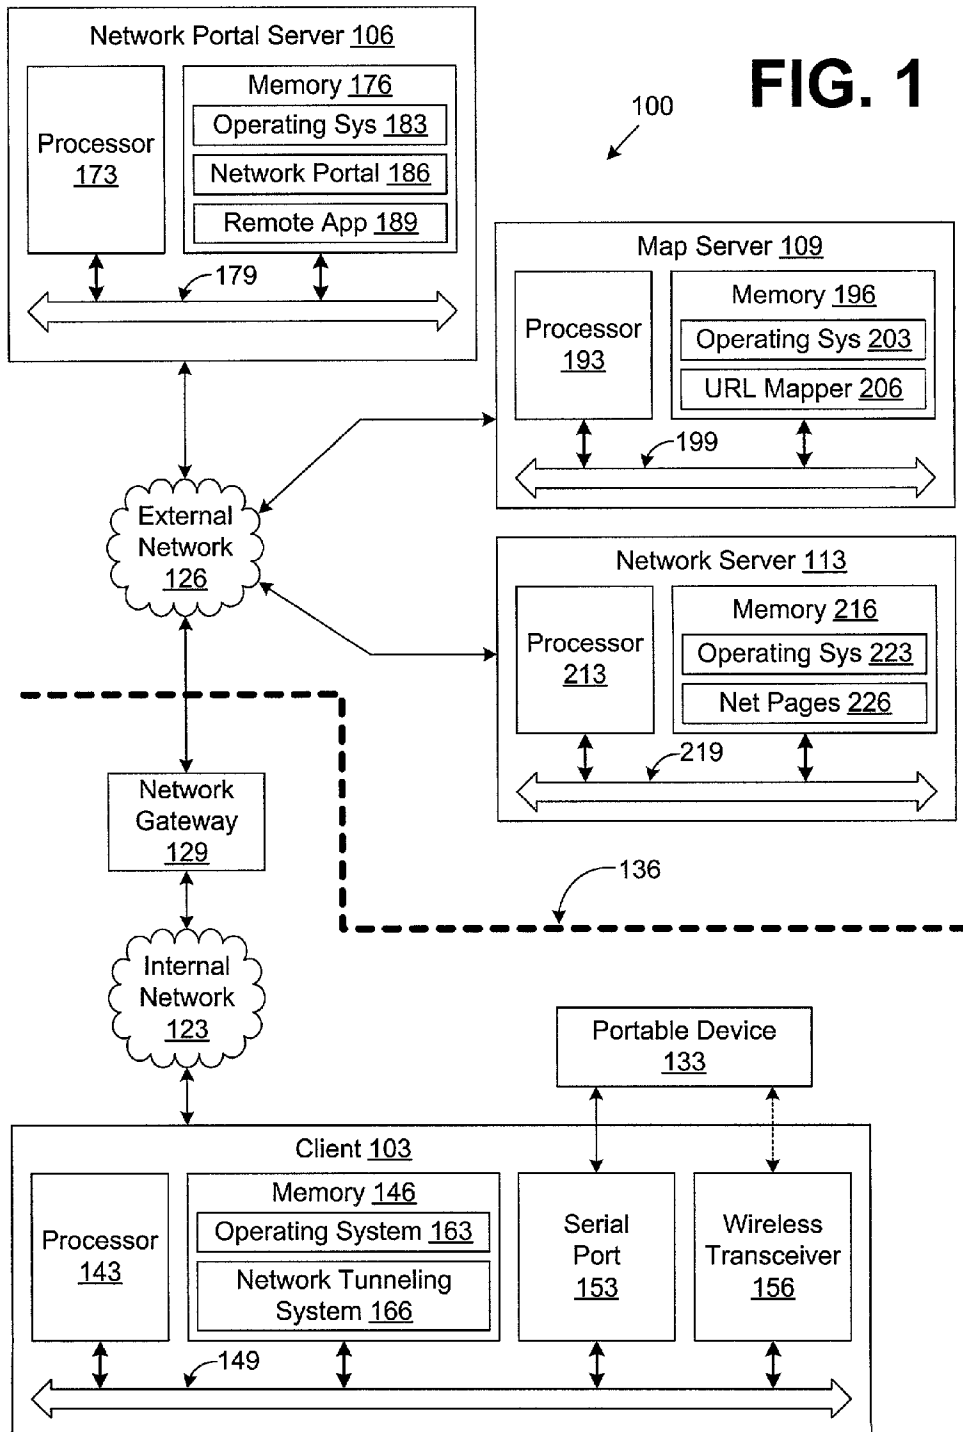 Network Portal Server 106
Processor
173
Memory 176
Operating Sys 183
Network Portal 186
Remote App 189
179
FIG. 1
100
Map Server 109
Processor
193
Memory 196
Operating Sys 203
URL Mapper 206
199
External
Network
126
Network Server 113
Processor
213
Memory 216
Operating Sys 223
Net Pages 226
219
Network
Gateway
129
136
Internal
Network
123
Portable Device
133
Client 103
Processor
143
Memory 146
Operating System 163
Network Tunneling
System 166
Serial
Port
153
Wireless
Transceiver
156
149